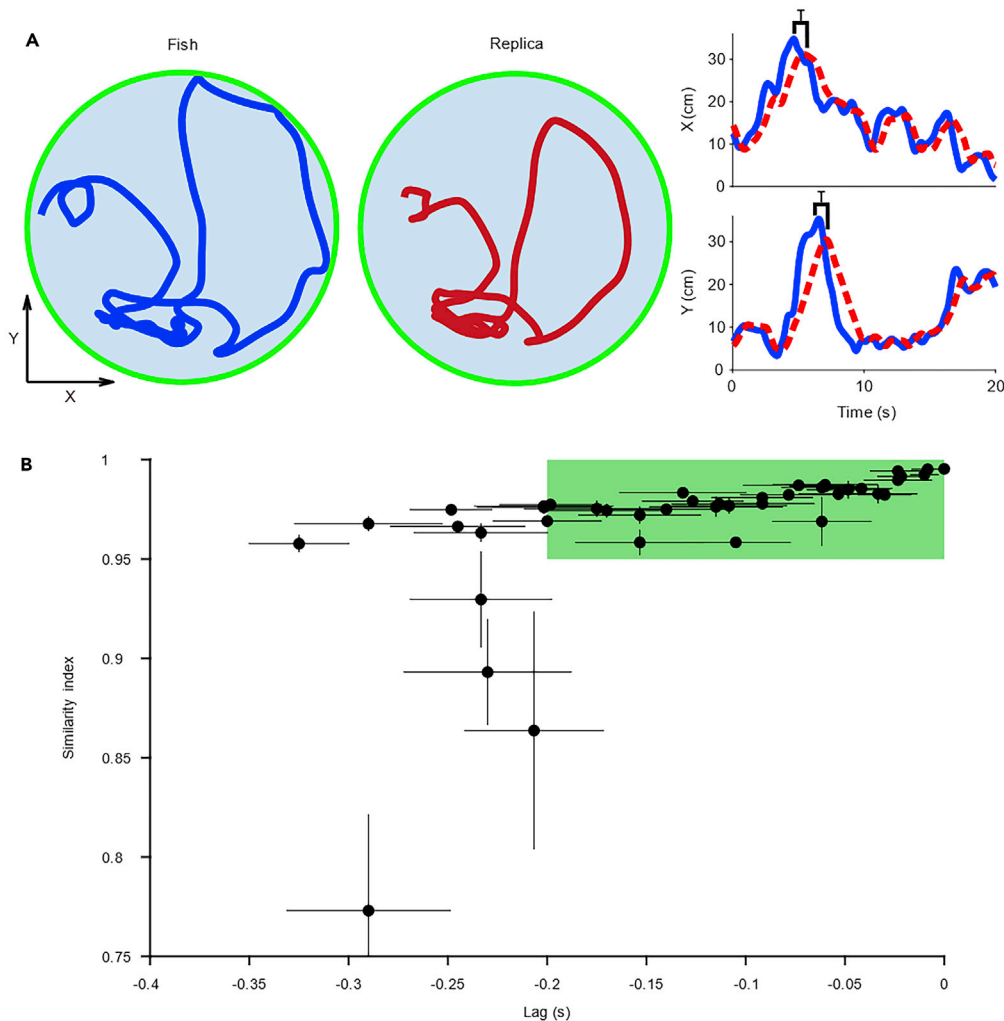 A
Fish
Replica
Y
X
T
X (cm)
30
20
10
0
T
Y (cm)
30
20
10
0
0
10
20
Time (s)
B
Similarity index
1
0.95
0.9
0.85
0.8
0.75
-0.4
-0.35
-0.3
-0.25
-0.2
-0.15
-0.1
-0.05
0
Lag (s)